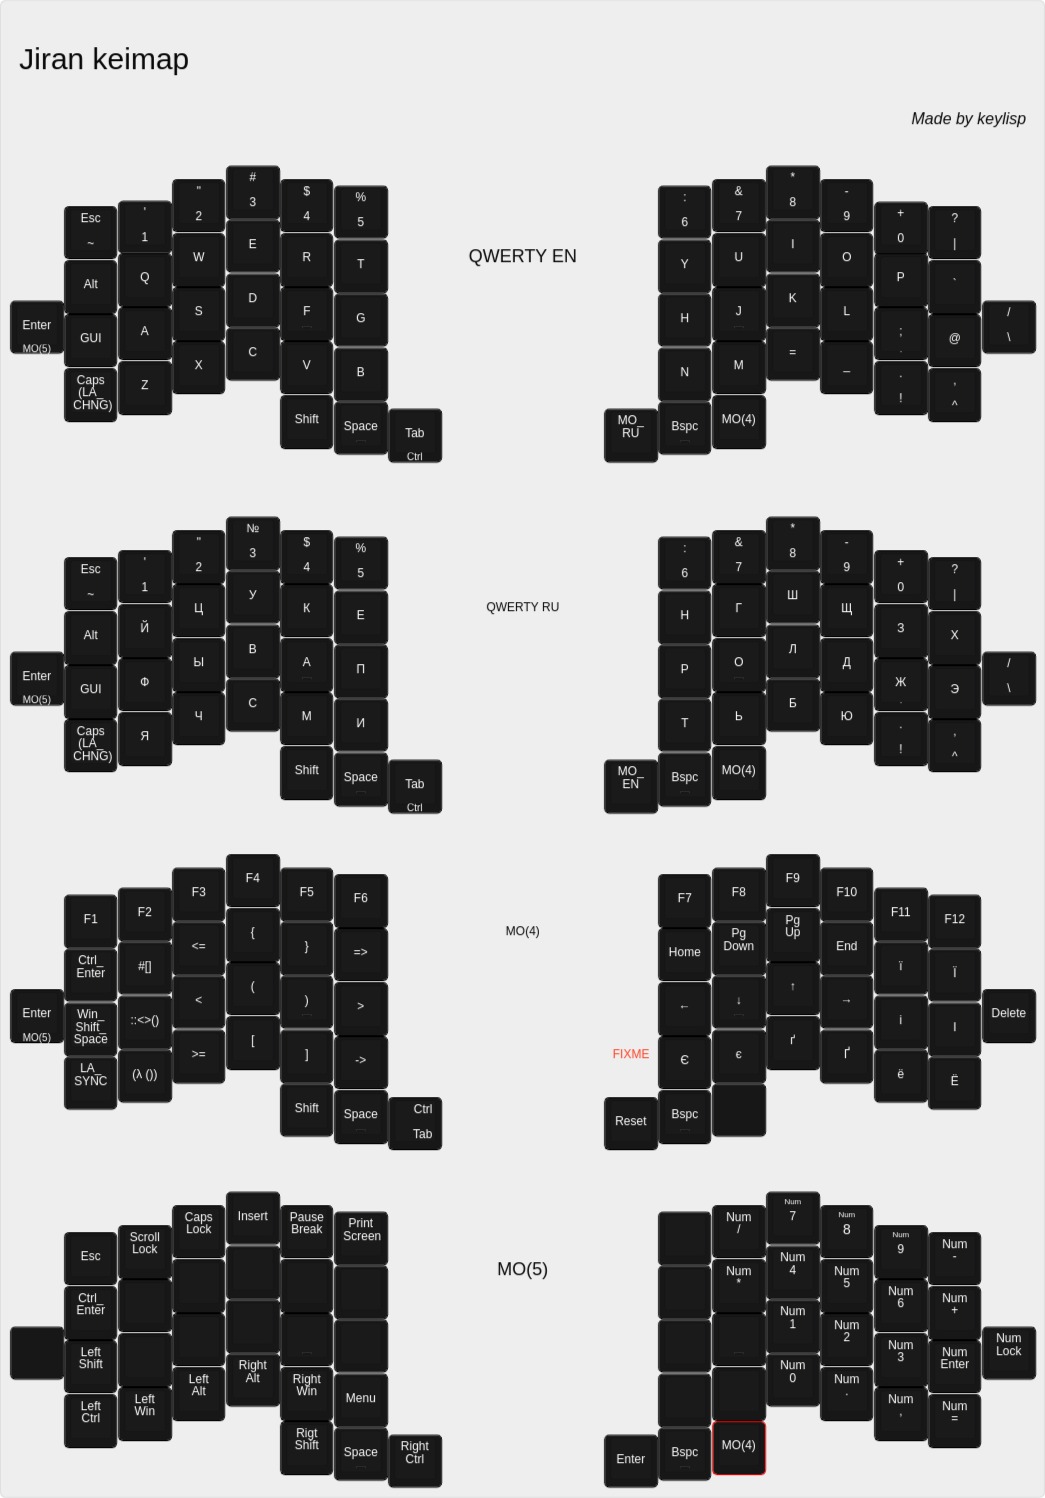 Jiran keimap
Made by keylisp
QWERTY EN
Esc ~
' 1
" 2
# 3
$ 4
% 5
: 6
& 7
* 8
- 9
+ 0
? |
Alt Q W E R T Y U I O P `
Enter MO(5)
GUI A S D F G H J K L ; . @
/ \
Caps (LA_ CHNG)
Z X C V B N M = _
. !
, ^
Shift Space
Tab Ctrl
MO_ RU
Bspc MO(4)
QWERTY RU
Esc ~
' 1
" 2
№ 3
$ 4
% 5
: 6
& 7
* 8
- 9
+ 0
? |
Alt Й Ц У К Е Н Г Ш Щ З Х
Enter MO(5)
GUI Ф Ы В А П Р О Л Д Ж . Э
/ \
Caps (LA_ CHNG)
Я Ч С М И Т Ь Б Ю
. !
, ^
Shift Space
Tab Ctrl
MO_ EN
Bspc MO(4)
MO(4)
F1 F2 F3 F4 F5 F6 F7 F8 F9 F10 F11 F12
Ctrl_ Enter
#[] <= { } =>
Home
Pg Down
Pg Up
End ї Ї
Enter MO(5)
Win_ Shift_ Space
::<>() < ( ) > ← ↓ ↑ → і І Delete
LA_ SYNC
(λ ()) >= [ ] ->
FIXME
Є є ґ Ґ ё Ё
Shift Space
Ctrl Tab
Reset Bspc
MO(5)
Esc
Scroll Lock
Caps Lock
Insert
Pause Break
Print Screen
Num /
Num 7
Num 8
Num 9
Num -
Ctrl_ Enter
Num *
Num 4
Num 5
Num 6
Num +
Left Shift
Num 1
Num 2
Num 3
Num Enter
Num Lock
Left Ctrl
Left Win
Left Alt
Right Alt
Right Win
Menu
Num 0
Num .
Num ,
Num =
Rigt Shift
Space
Right Ctrl
Enter Bspc MO(4)